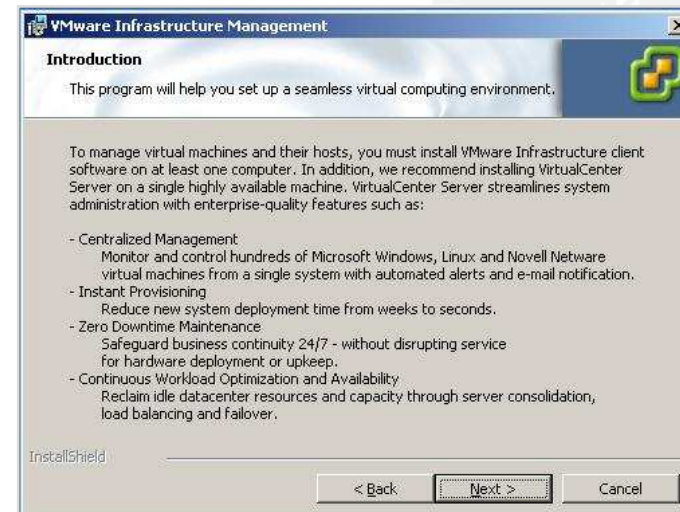 VMware Infrastructure Management
Introduction
This program will help you set up a seamless virtual computing environment.
To manage virtual machines and their hosts, you must install VMware Infrastructure client
software on at least one computer. In addition, we recommend installing VirtualCenter
Server on a single highly available machine. VirtualCenter Server streamlines system
administration with enterprise-quality features such as:
- Centralized Management
Monitor and control hundreds of Microsoft Windows, Linux and Novell Netware
virtual machines from a single system with automated alerts and e-mail notification.
- Instant Provisioning
Reduce new system deployment time from weeks to seconds.
- Zero Downtime Maintenance
Safeguard business continuity 24/7 - without disrupting service
for hardware deployment or upkeep.
- Continuous Workload Optimization and Availability
Reclaim idle datacenter resources and capacity through server consolidation,
load balancing and failover.
InstallShield
< Back
Next >
Cancel